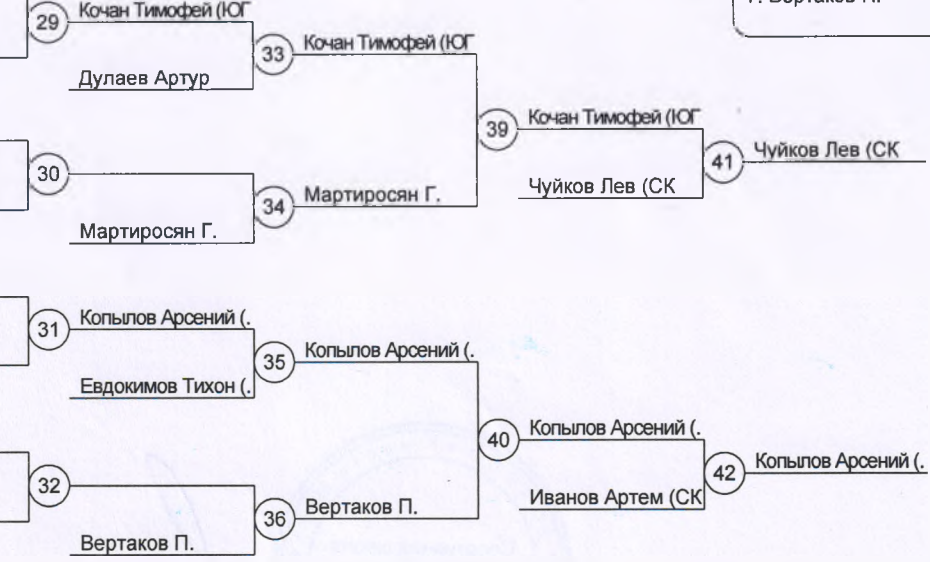 29 Кочан Тимофей (ЮГ
33 Кочан Тимофей (ЮГ
Дулаев Артур
39 Кочан Тимофей (ЮГ
41 Чуйков Лев (СК
30
Чуйков Лев (СК
34 Мартиросян Г.
Мартиросян Г.
31 Копылов Арсений (.
35 Копылов Арсений (.
Евдокимов Тихон (.
40 Копылов Арсений (.
42 Копылов Арсений (.
32
Иванов Артем (СК
36 Вертаков П.
Вертаков П.